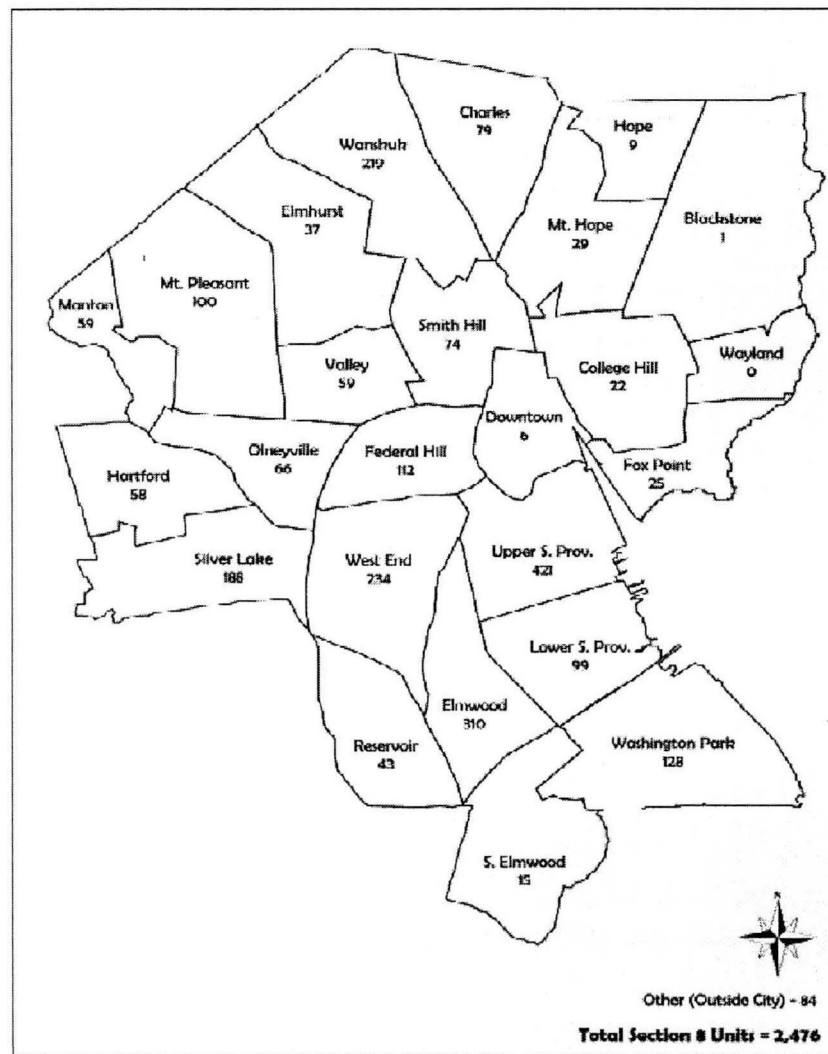 Charles
79
Hope
9
Wanskuk
219
Elmhurst
37
Mt. Hope
29
Blackstone
1
Mt. Pleasant
100
Manton
59
Smith Hill
74
Valley
59
College Hill
22
Wayland
0
Downtown
6
Olneyville
66
Federal Hill
112
Hartford
58
Fox Point
25
Silver Lake
188
West End
234
Upper S. Prov.
421
Lower S. Prov.
99
Elmwood
310
Reservoir
43
Washington Park
128
S. Elmwood
15
N
Other (Outside City) - 84
Total Section 8 Units = 2,476